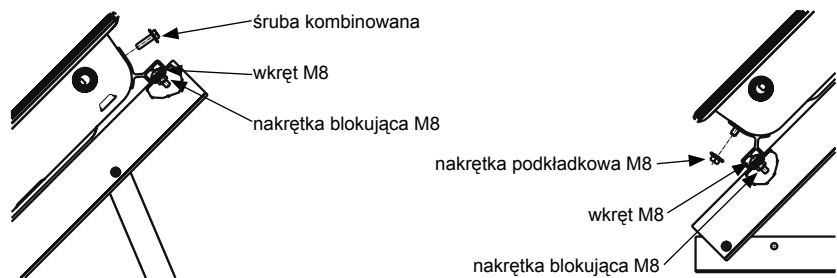 śruba kombinowana
wkręt M8
nakrętka blokująca M8
nakrętka podkładkowa M8
wkręt M8
nakrętka blokująca M8